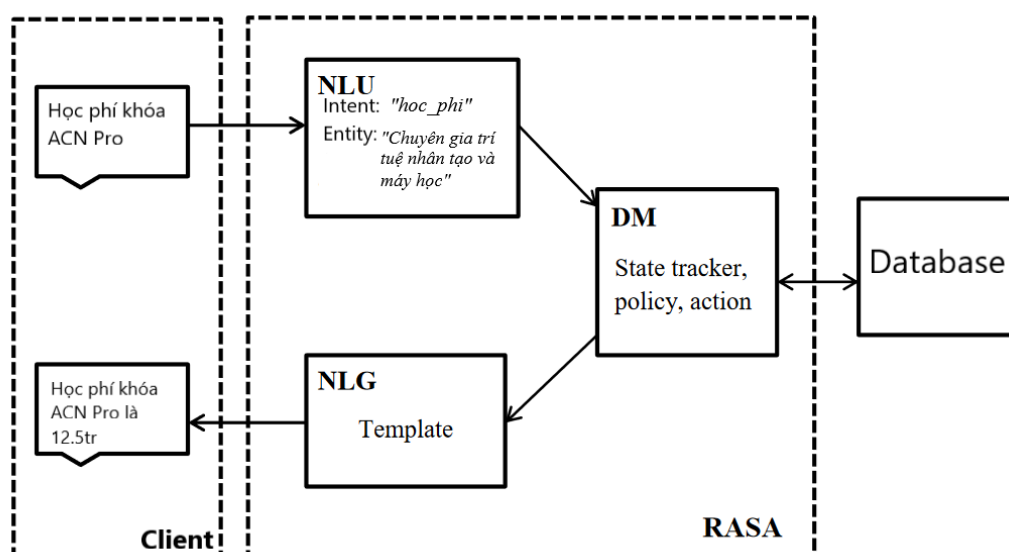 Học phí khóa
ACN Pro
NLU
Intent: "hoc_phi"
Entity: "Chuyên gia trí
tuệ nhân tạo và
máy học"
DM
State tracker,
policy, action
Database
Học phí khóa
ACN Pro là
12.5tr
NLG
Template
Client
RASA